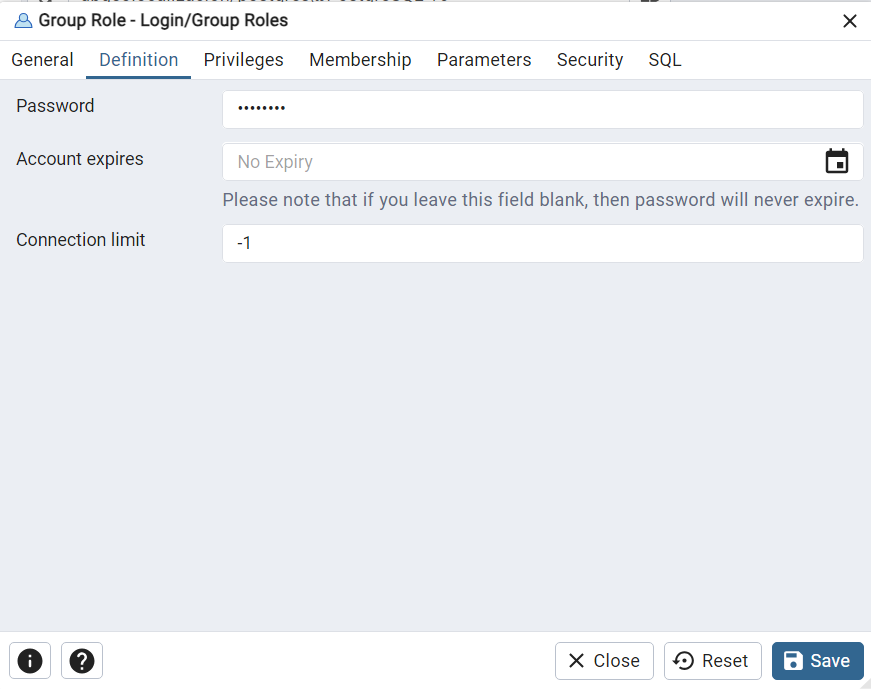 Group Role - Login/Group Roles
General Definition Privileges Membership Parameters Security SQL
Password ••••••••
Account expires No Expiry
Please note that if you leave this field blank, then password will never expire.
Connection limit -1
Close Reset Save